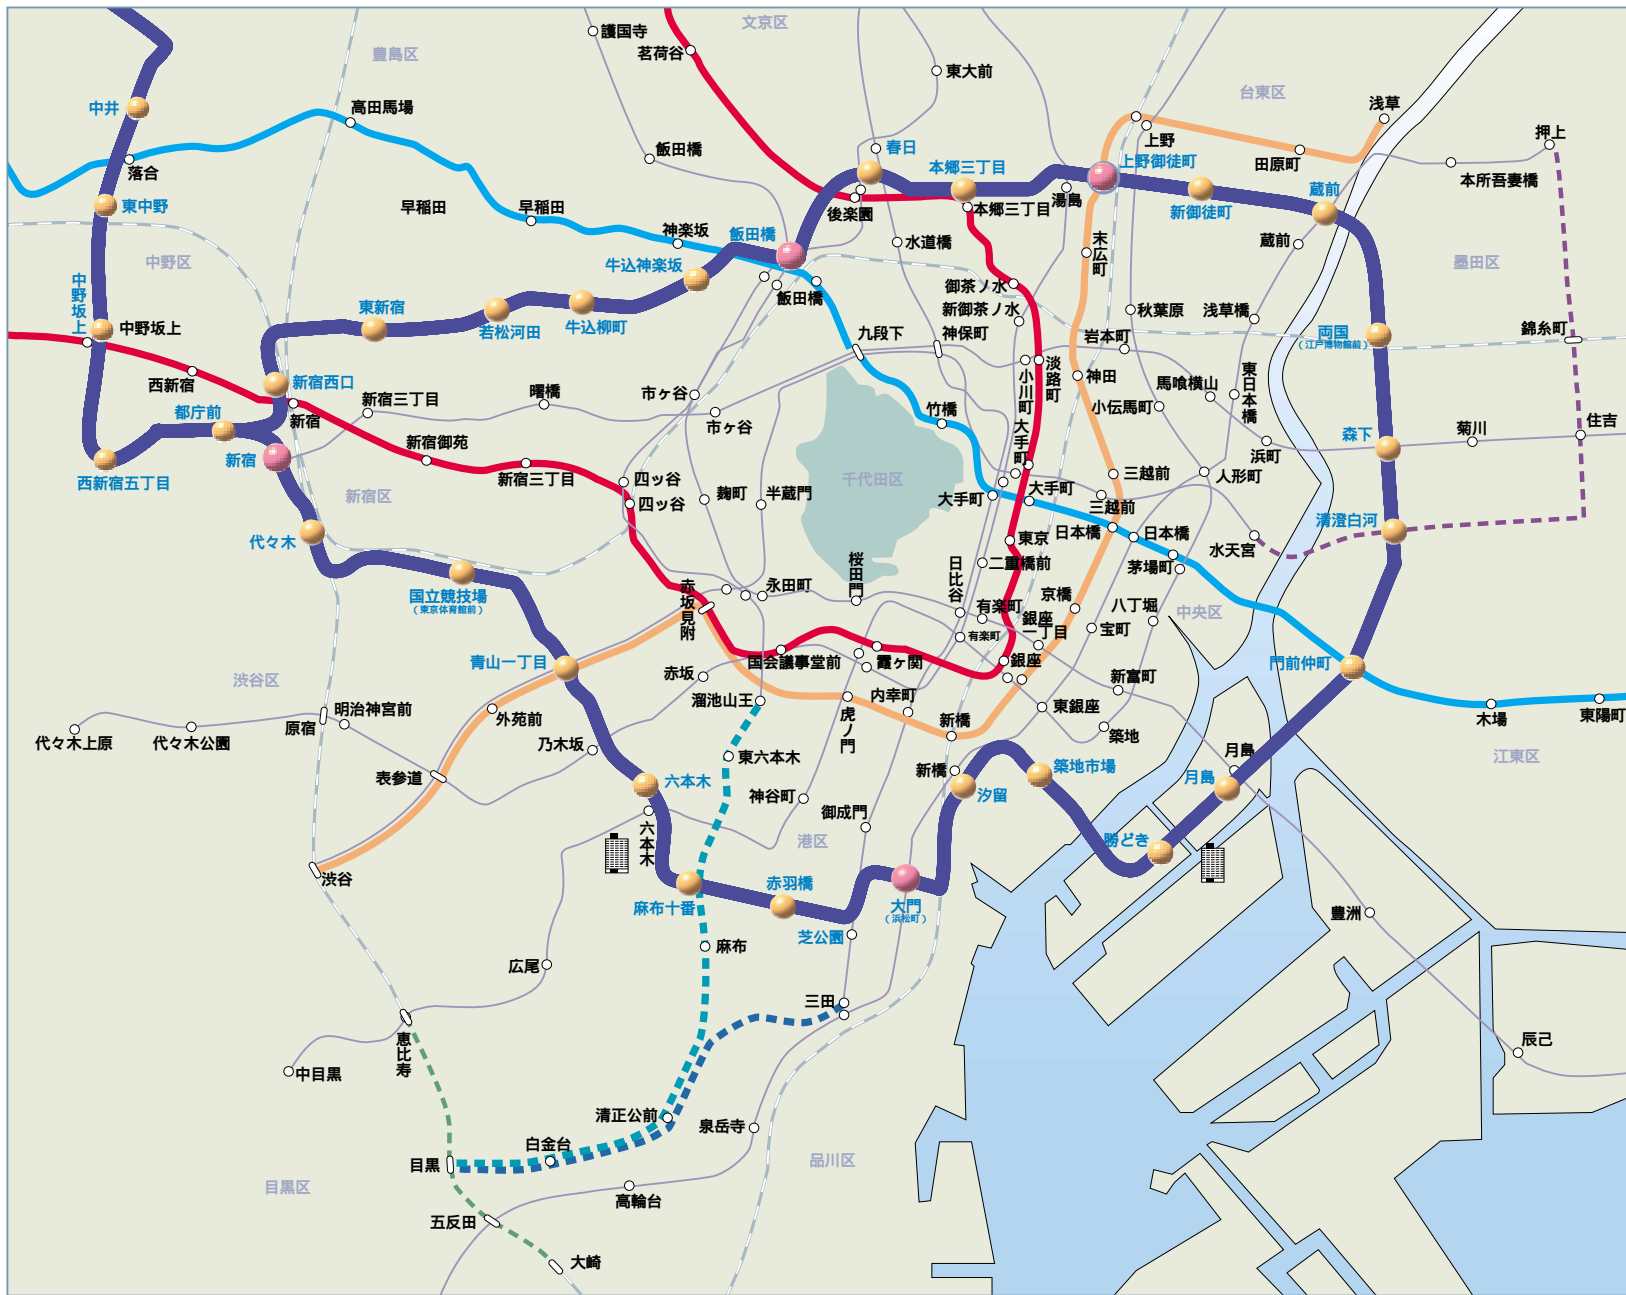 護国寺
文京区
茗荷谷
豊島区
東大前
台東区
中井
高田馬場
浅草
押上
落合
飯田橋
春日
本郷三丁目
上野
上野御徒町
田原町
本所吾妻橋
東中野
早稲田
早稲田
神楽坂
飯田橋
後楽園
本郷三丁目
湯島
新御徒町
蔵前
蔵前
水道橋
末広町
中野区
牛込神楽坂
墨田区
中野坂上
中野坂上
東新宿
若松河田
牛込柳町
飯田橋
御茶ノ水
新御茶ノ水
秋葉原
浅草橋
九段下
神保町
岩本町
両国
(江戸博物館前)
錦糸町
西新宿
新宿西口
新宿三丁目
曙橋
市ヶ谷
市ヶ谷
小川町
淡路町
神田
馬喰横山
東日本橋
小伝馬町
竹橋
都庁前
新宿
新宿
新宿御苑
新宿三丁目
大手町
浜町
森下
菊川
住吉
西新宿五丁目
新宿区
四ッ谷
四ッ谷
麹町
半蔵門
千代田区
大手町
大手町
三越前
三越前
人形町
代々木
東京
日本橋
日本橋
水天宮
清澄白河
国立競技場
(東京体育館前)
赤坂見附
永田町
桜田門
日比谷
二重橋前
茅場町
有楽町
有楽町
京橋
銀座一丁目
宝町
八丁堀
中央区
青山一丁目
国会議事堂前
霞ヶ関
銀座
門前仲町
渋谷区
赤坂
溜池山王
内幸町
新富町
東銀座
木場
東陽町
代々木上原
代々木公園
原宿
明治神宮前
外苑前
乃木坂
虎ノ門
新橋
築地
江東区
表参道
六本木
東六本木
新橋
築地市場
月島
月島
神谷町
汐留
六本木
御成門
港区
勝どき
渋谷
麻布十番
赤羽橋
大門
(浜松町)
豊洲
麻布
芝公園
広尾
三田
恵比寿
中目黒
辰己
清正公前
泉岳寺
白金台
目黒
品川区
目黒区
高輪台
五反田
大崎